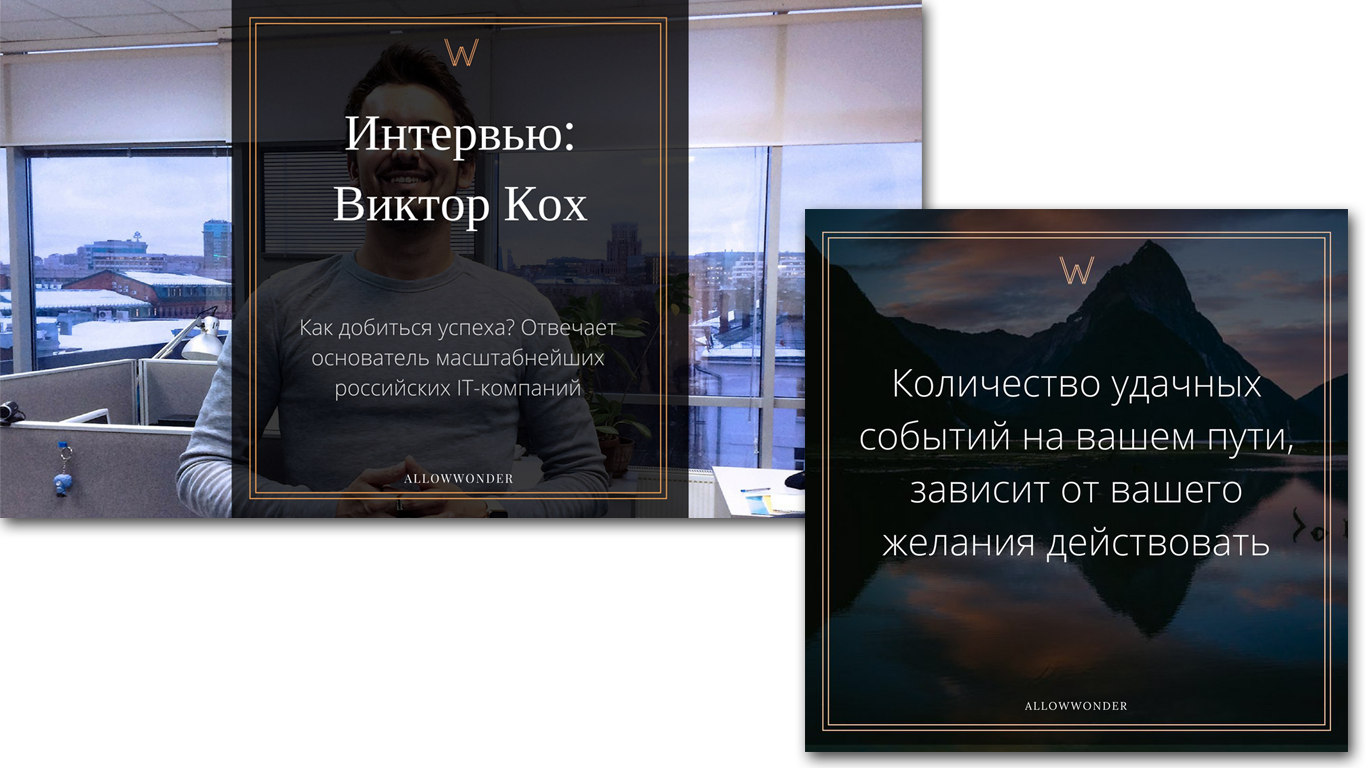 W
Интервью:
Виктор Кох
Как добиться успеха? Отвечает
основатель масштабнейших
российских IT-компаний
ALLOWWONDER
W
Количество удачных
событий на вашем пути,
зависит от вашего
желания действовать
ALLOWWONDER